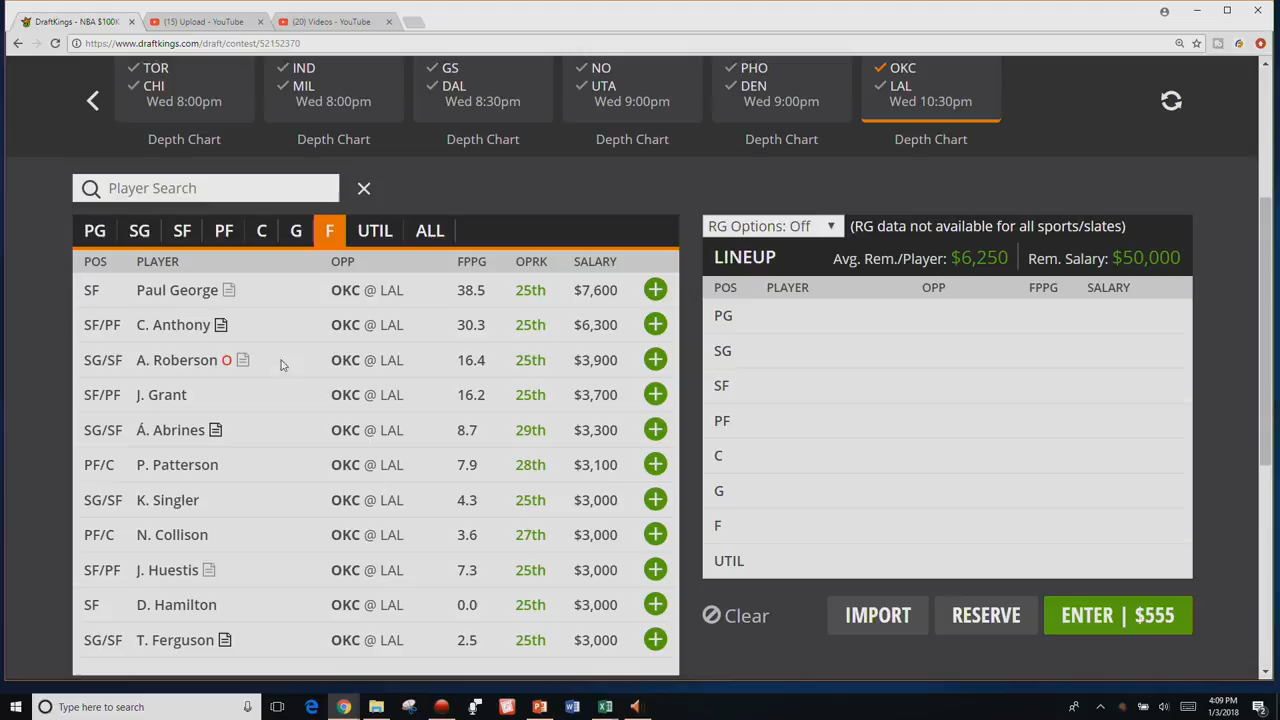 DraftKings - NBA $100K
(15) Upload - YouTube
(20) Videos - YouTube
https://www.draftkings.com/draft/contest/52152370
TOR
CHI
Wed 8:00pm
IND
MIL
Wed 8:00pm
GS
DAL
Wed 8:30pm
NO
UTA
Wed 9:00pm
PHO
DEN
Wed 9:00pm
OKC
LAL
Wed 10:30pm
Depth Chart Depth Chart Depth Chart Depth Chart Depth Chart Depth Chart
Player Search
PG SG SF PF C G F UTIL ALL
POS PLAYER OPP FPPG OPRK SALARY
SF Paul George OKC @ LAL 38.5 25th $7,600
SF/PF C. Anthony OKC @ LAL 30.3 25th $6,300
SG/SF A. Roberson O OKC @ LAL 16.4 25th $3,900
SF/PF J. Grant OKC @ LAL 16.2 25th $3,700
SG/SF Á. Abrines OKC @ LAL 8.7 29th $3,300
PF/C P. Patterson OKC @ LAL 7.9 28th $3,100
SG/SF K. Singler OKC @ LAL 4.3 25th $3,000
PF/C N. Collison OKC @ LAL 3.6 27th $3,000
SF/PF J. Huestis OKC @ LAL 7.3 25th $3,000
SF D. Hamilton OKC @ LAL 0.0 25th $3,000
SG/SF T. Ferguson OKC @ LAL 2.5 25th $3,000
RG Options: Off (RG data not available for all sports/slates)
LINEUP Avg. Rem./Player: $6,250 Rem. Salary: $50,000
POS PLAYER OPP FPPG SALARY
PG
SG
SF
PF
C
G
F
UTIL
Clear IMPORT RESERVE ENTER | $555
Type here to search
4:09 PM
1/3/2018